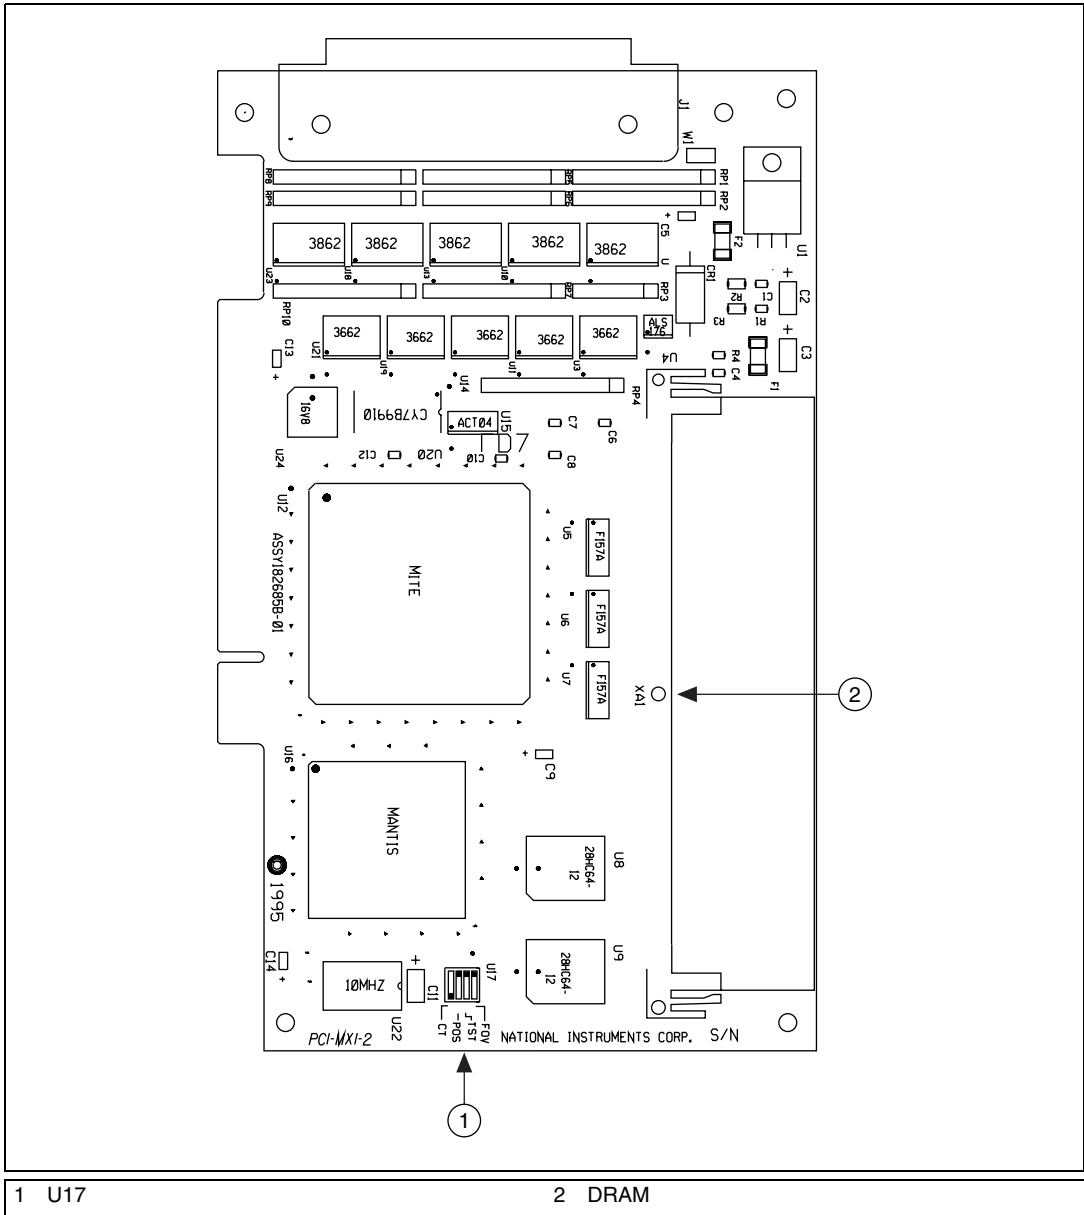 J1
W1
RP8
RP5
RP1
RP9
RP6
RP2
C5
F2
U1
3862
3862
3862
3862
3862
U
U23
U18
U13
U10
CR1
R2
C1
C2
RP10
RP7
RP3
R3
R1
C13
U21
3662
3662
3662
3662
3662
ALS
176
C3
U19
U11
U3
U4
R4
C4
F1
U14
RP4
16V8
CY7B9910
ACT04
U15
C7
C6
U24
C12
U20
C10
C8
U12
ASSY182685B-01
MITE
U5
F157A
U6
F157A
U7
F157A
XA1
2
U16
C9
MANTIS
28HC64-
12
U8
1995
C14
10MHZ
C11
U17
28HC64-
12
U9
U22
CT
POS
TST
FOV
PCI-MXI-2
NATIONAL INSTRUMENTS CORP.
S/N
1
1 U17
2 DRAM